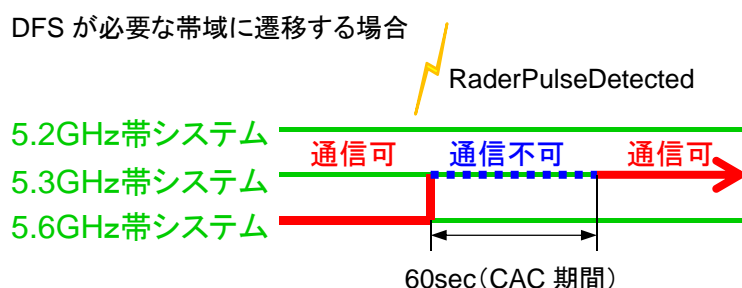 DFS が必要な帯域に遷移する場合
RaderPulseDetected
5.2GHz帯システム
通信可 通信不可 通信可
5.3GHz帯システム
5.6GHz帯システム
60sec(CAC 期間)